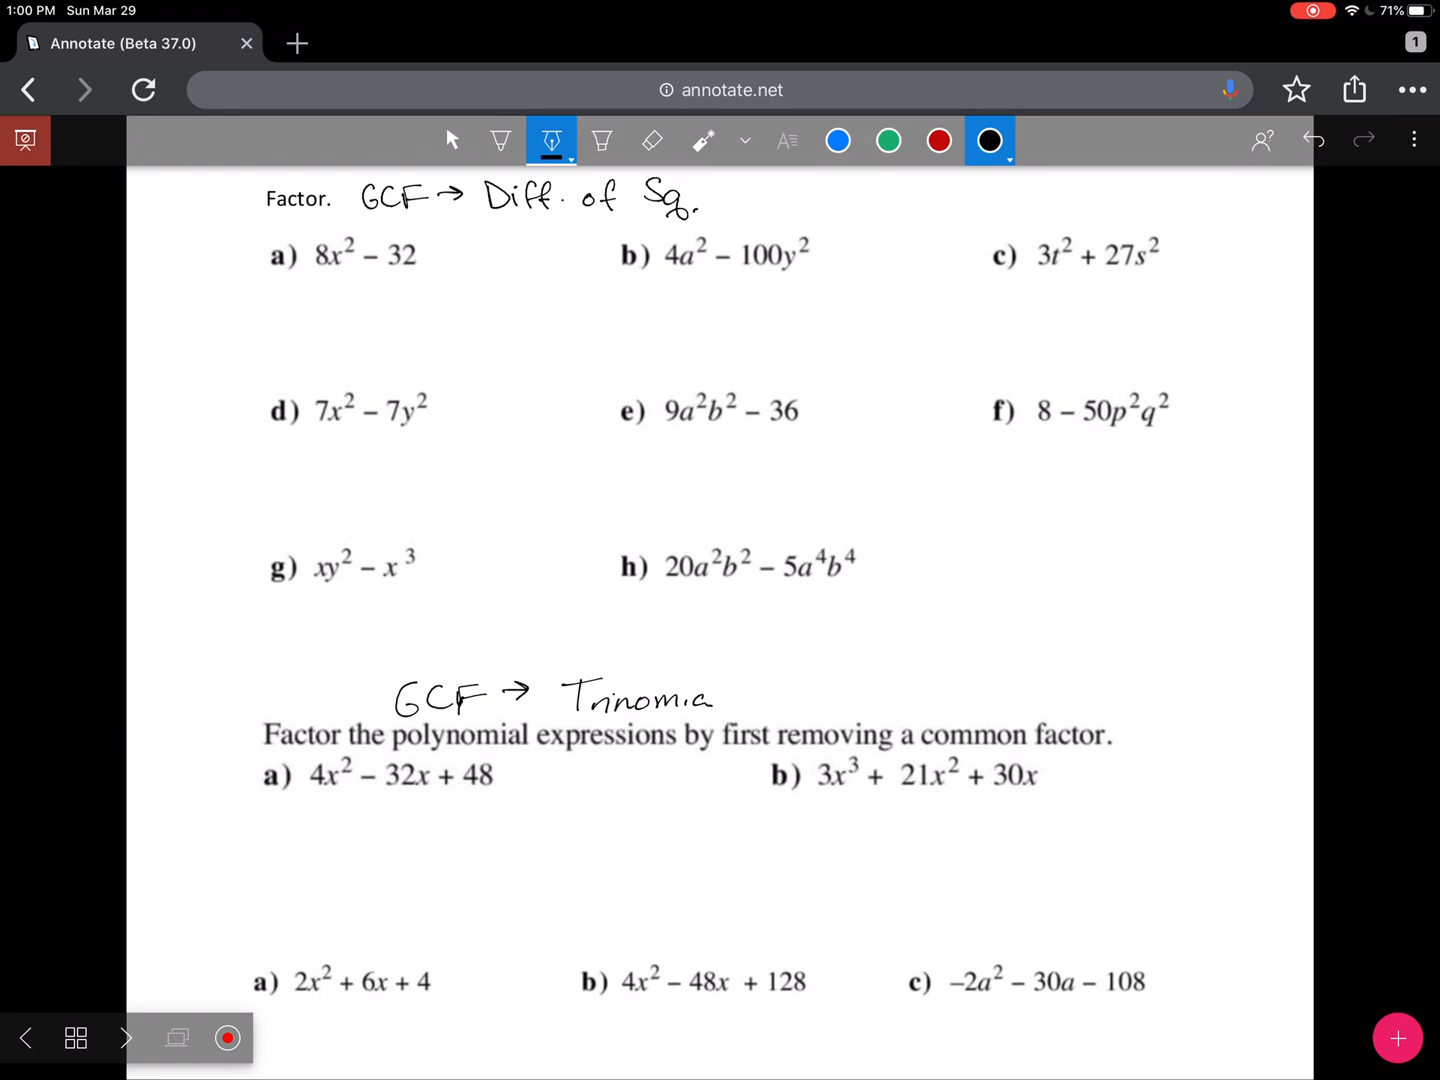 1:00 PM Sun Mar 29 71%
Annotate (Beta 37.0) 1
annotate.net
Factor. GCF → Diff. of Sq.
a) 8x² – 32 b) 4a² – 100y² c) 3t² + 27s²
d) 7x² – 7y² e) 9a²b² – 36 f) 8 – 50p²q²
g) xy² – x³ h) 20a²b² – 5a⁴b⁴
GCF → Trinomia
Factor the polynomial expressions by first removing a common factor.
a) 4x² – 32x + 48 b) 3x³ + 21x² + 30x
a) 2x² + 6x + 4 b) 4x² – 48x + 128 c) –2a² – 30a – 108